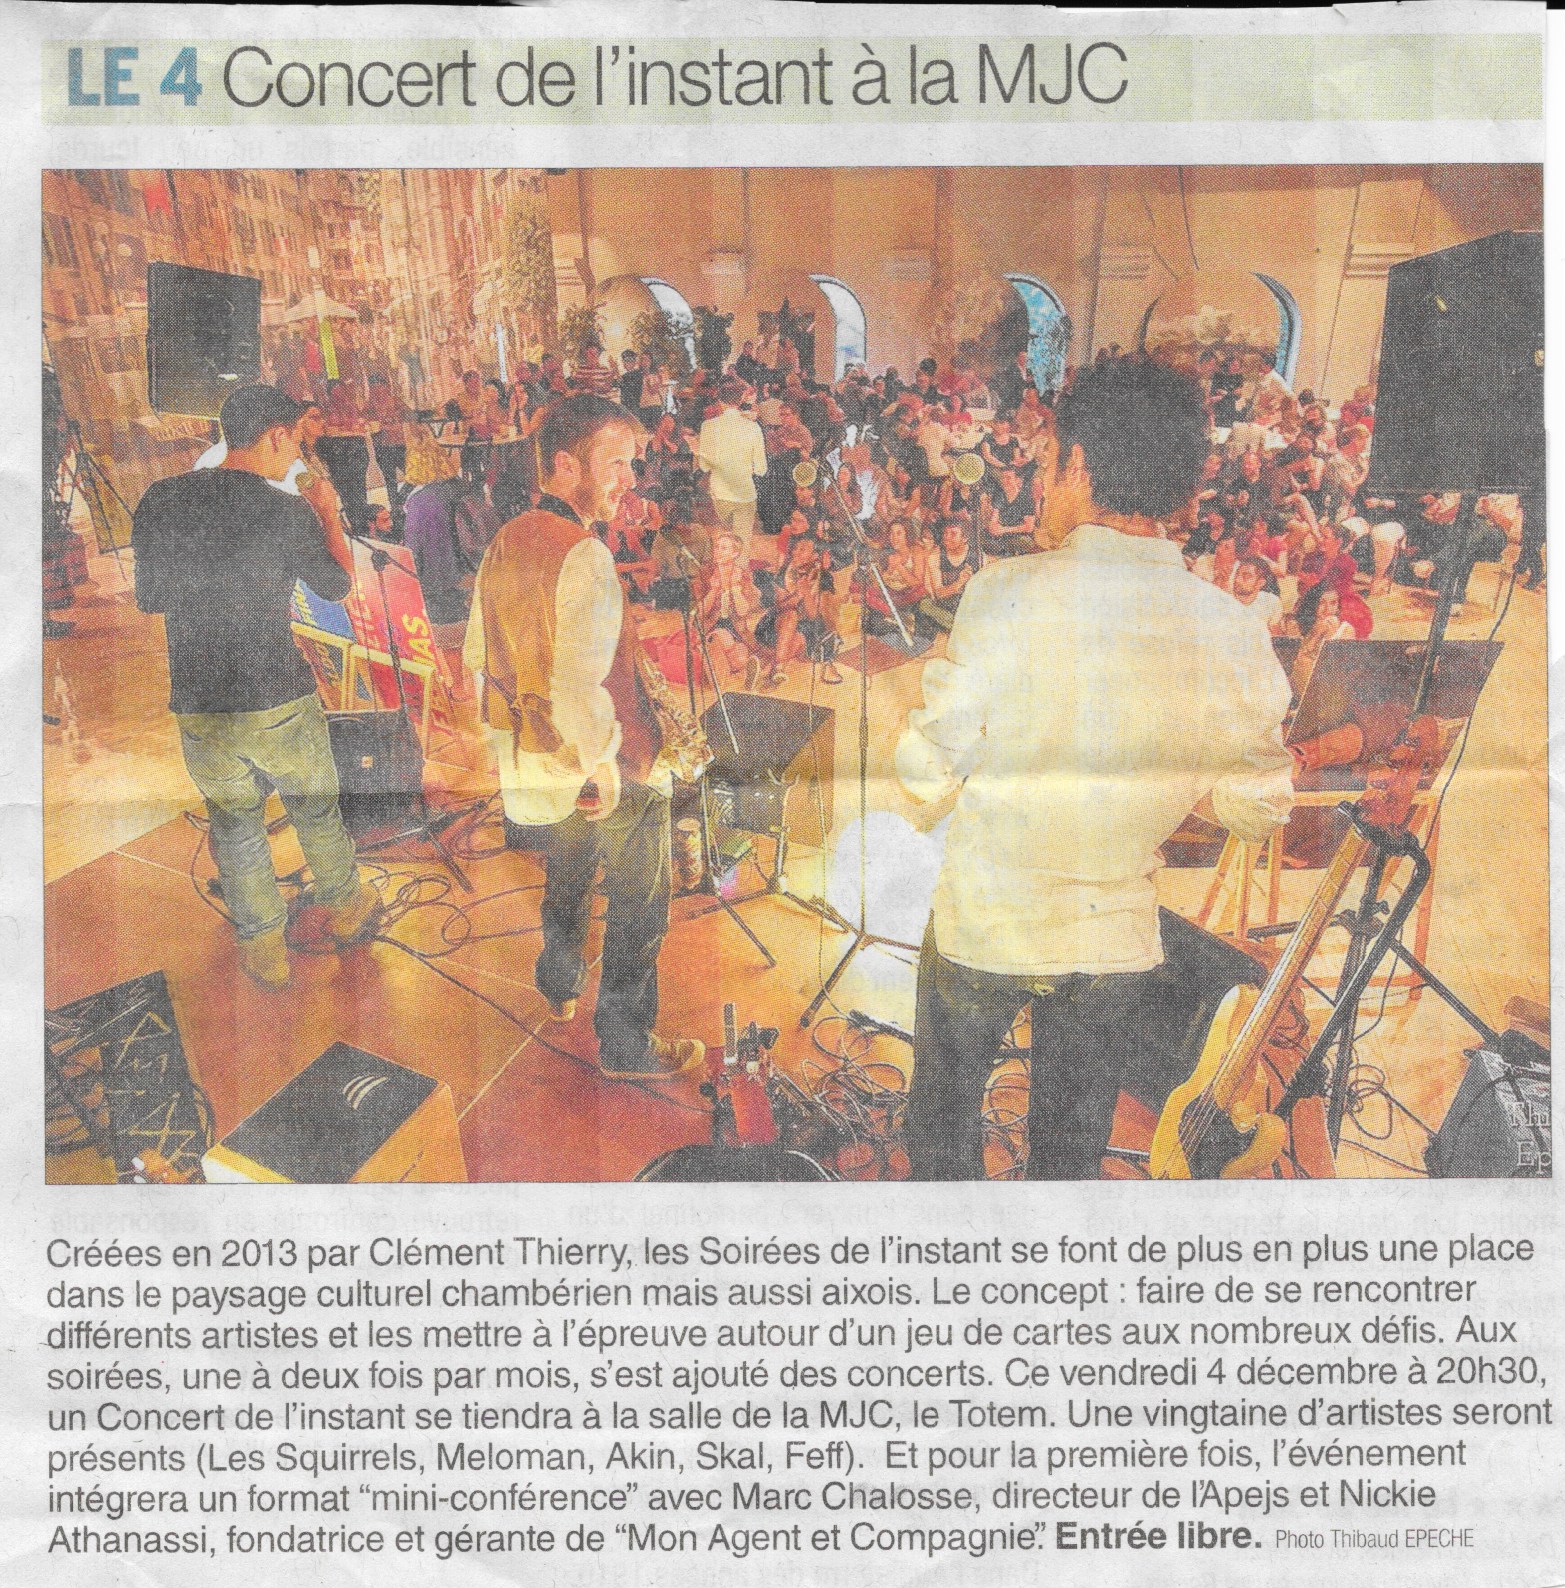 LE 4 Concert de l'instant à la MJC
Créées en 2013 par Clément Thierry, les Soirées de l'instant se font de plus en plus une place
dans le paysage culturel chambérien mais aussi aixois. Le concept : faire de se rencontrer
différents artistes et les mettre à l'épreuve autour d'un jeu de cartes aux nombreux défis. Aux
soirées, une à deux fois par mois, s'est ajouté des concerts. Ce vendredi 4 décembre à 20h30,
un Concert de l'instant se tiendra à la salle de la MJC, le Totem. Une vingtaine d'artistes seront
présents (Les Squirrels, Meloman, Akin, Skal, Feff). Et pour la première fois, l'événement
intégrera un format “mini-conférence” avec Marc Chalosse, directeur de l'Apejs et Nickie
Athanassi, fondatrice et gérante de “Mon Agent et Compagnie”. Entrée libre. Photo Thibaud EPECHE